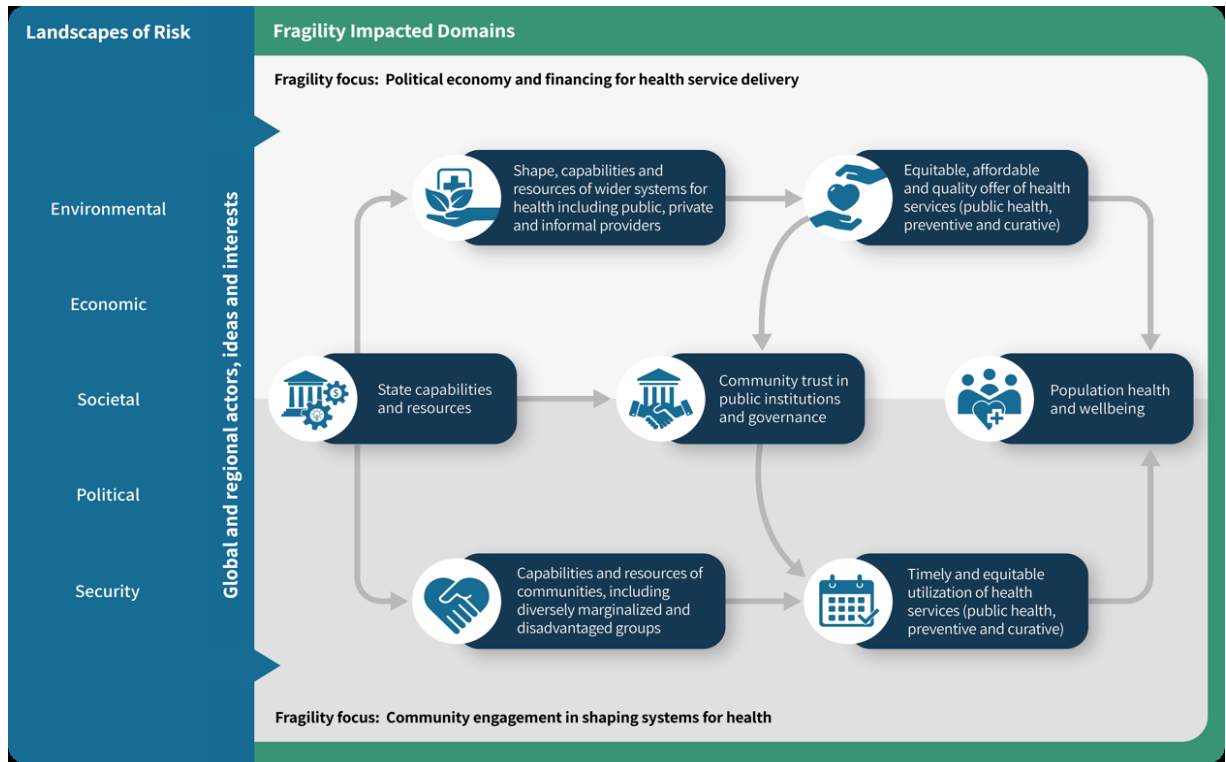 Landscapes of Risk
Environmental
Economic
Societal
Political
Security
Global and regional actors, ideas and interests
Fragility Impacted Domains
Fragility focus: Political economy and financing for health service delivery
Shape, capabilities and
resources of wider systems for
health including public, private
and informal providers
Equitable, affordable
and quality offer of health
services (public health,
preventive and curative)
State capabilities
and resources
$
Community trust in
public institutions
and governance
Population health
and wellbeing
Capabilities and resources of
communities, including
diversely marginalized and
disadvantaged groups
Timely and equitable
utilization of health
services (public health,
preventive and curative)
Fragility focus: Community engagement in shaping systems for health